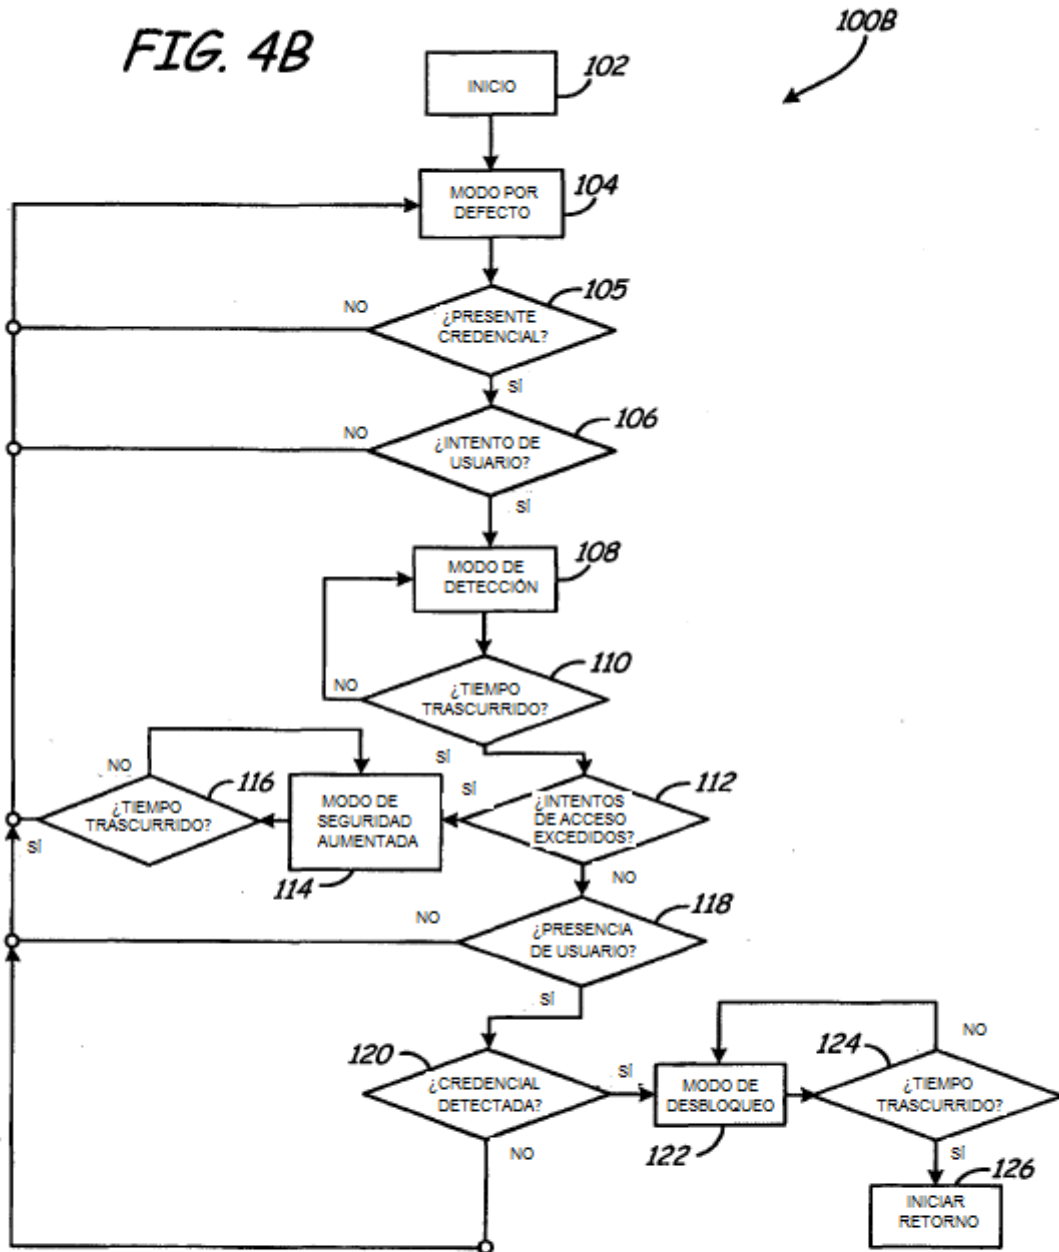 FIG. 4B
100B
INICIO
102
MODO POR
DEFECTO
104
¿PRESENTE
CREDENCIAL?
105
NO
SÍ
¿INTENTO DE
USUARIO?
106
NO
SÍ
MODO DE
DETECCIÓN
108
¿TIEMPO
TRASCURRIDO?
110
NO
SÍ
¿INTENTOS
DE ACCESO
EXCEDIDOS?
112
SÍ
NO
MODO DE
SEGURIDAD
AUMENTADA
114
¿TIEMPO
TRASCURRIDO?
116
NO
SÍ
¿PRESENCIA
DE USUARIO?
118
NO
SÍ
¿CREDENCIAL
DETECTADA?
120
SÍ
NO
MODO DE
DESBLOQUEO
122
¿TIEMPO
TRASCURRIDO?
124
NO
SÍ
INICIAR
RETORNO
126